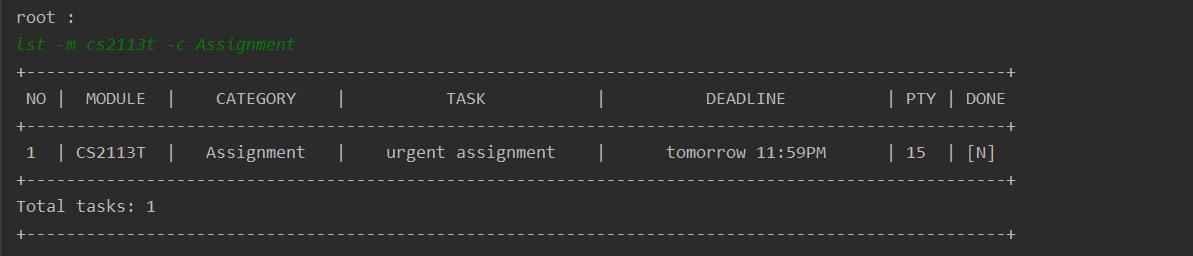 root :
lst -m cs2113t -c Assignment
+--------------------------------------------------------------------------------------------------+
NO | MODULE | CATEGORY | TASK | DEADLINE | PTY | DONE
+--------------------------------------------------------------------------------------------------+
1 | CS2113T | Assignment | urgent assignment | tomorrow 11:59PM | 15 | [N]
+--------------------------------------------------------------------------------------------------+
Total tasks: 1
+--------------------------------------------------------------------------------------------------+